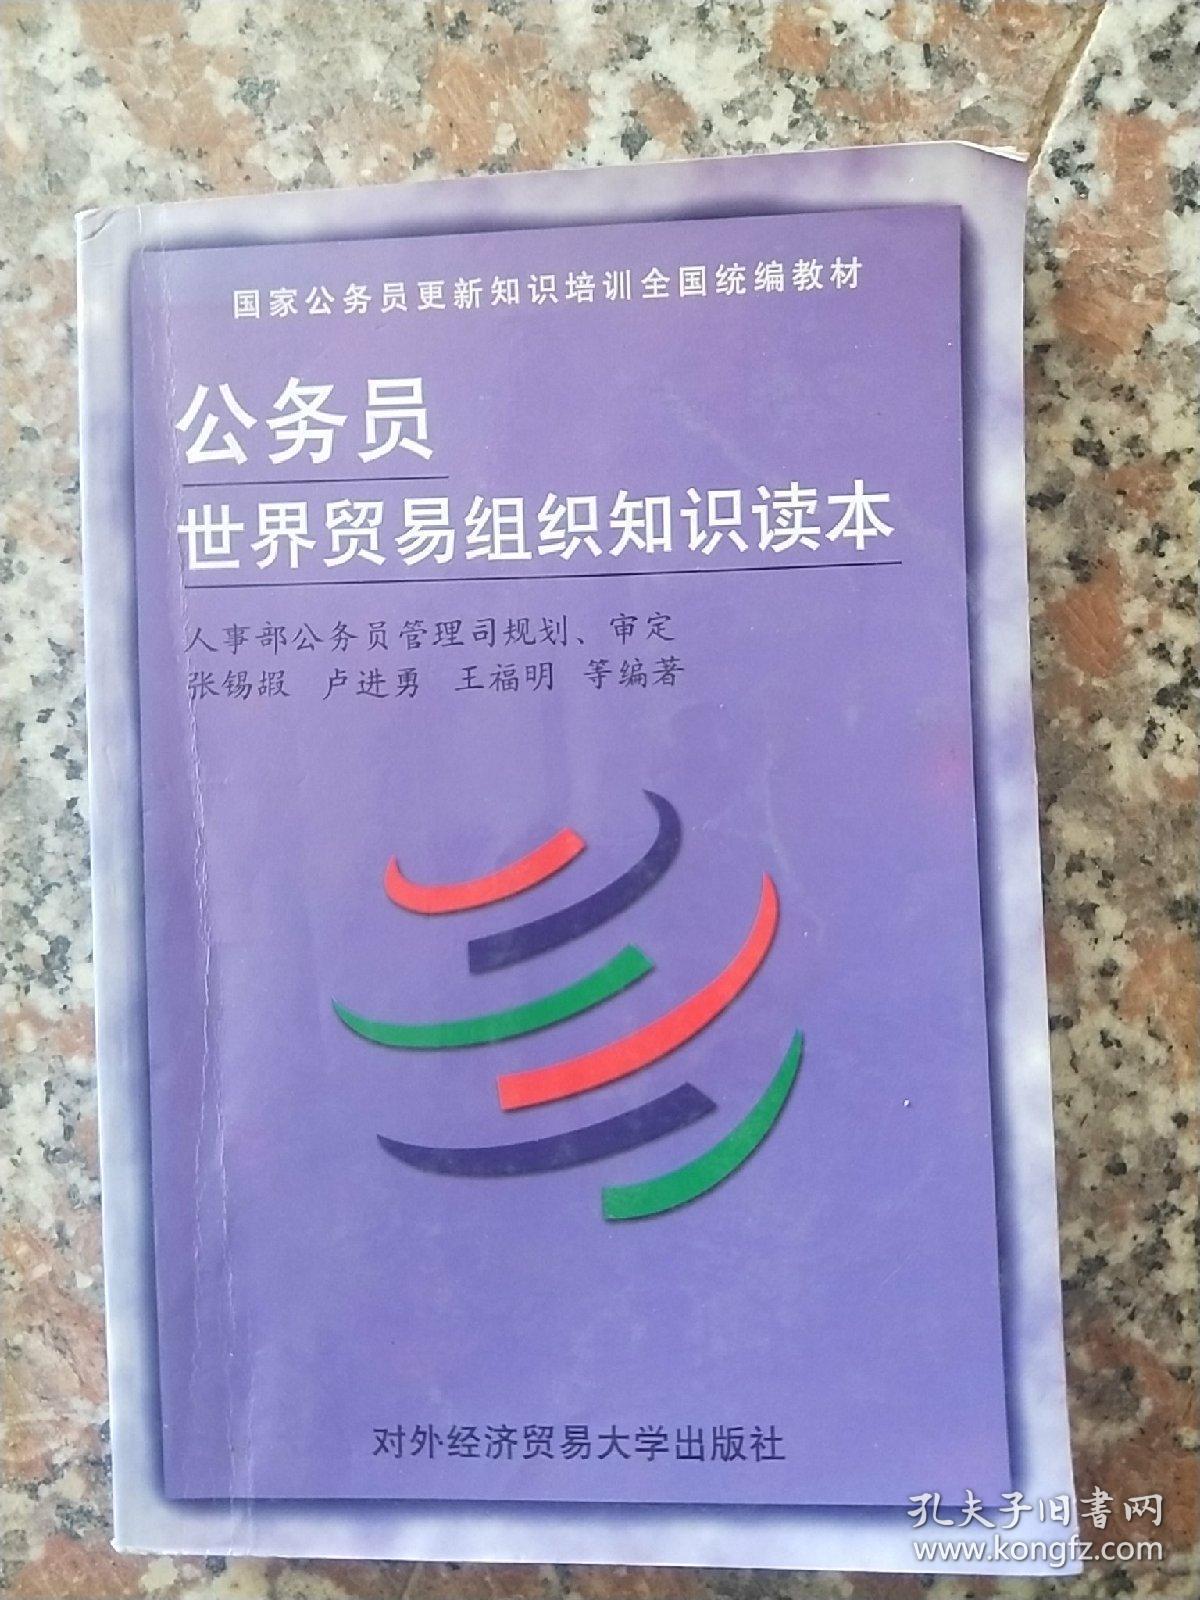 国家公务员更新知识培训全国统编教材
公务员
世界贸易组织知识读本
人事部公务员管理司规划、审定
张锡嘏 卢进勇 王福明 等编著
对外经济贸易大学出版社
孔夫子旧书网
www.kongfz.com